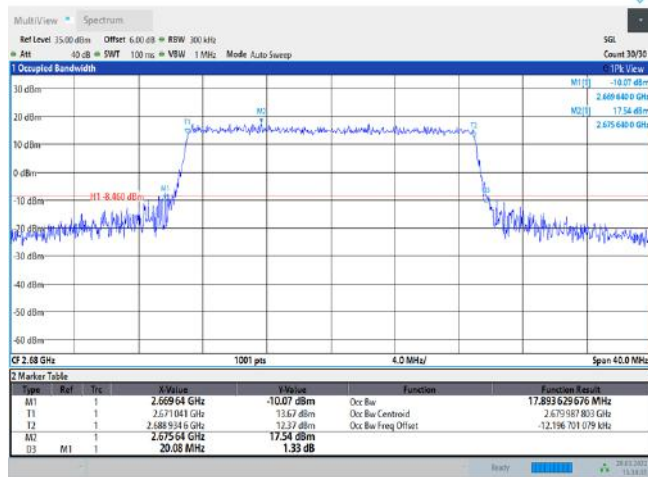 MultiView Spectrum
Ref Level 35.00 dBm Offset 6.00 dB RBW 300 kHz SGL
Att 40 dB SWT 100 ms VBW 1 MHz Mode Auto Sweep Count 30/30
1 Occupied Bandwidth 1Pk View
M1[1] -10.07 dBm
2.669 640 0 GHz
M2[1] 17.54 dBm
2.675 640 0 GHz
30 dBm
20 dBm
M2
T1 T2
10 dBm
0 dBm
M1
H1 -8.460 dBm
-10 dBm
-20 dBm
-30 dBm
-40 dBm
-50 dBm
-60 dBm
CF 2.68 GHz 1001 pts 4.0 MHz/ Span 40.0 MHz
2 Marker Table
Type Ref Trc X-Value Y-Value Function Function Result
M1 1 2.669 64 GHz -10.07 dBm Occ Bw 17.893 629 676 MHz
T1 1 2.671 041 GHz 13.67 dBm Occ Bw Centroid 2.679 987 803 GHz
T2 1 2.688 934 6 GHz 12.37 dBm Occ Bw Freq Offset -12.196 701 079 kHz
M2 1 2.675 64 GHz 17.54 dBm
D3 M1 1 20.08 MHz 1.33 dB
Ready